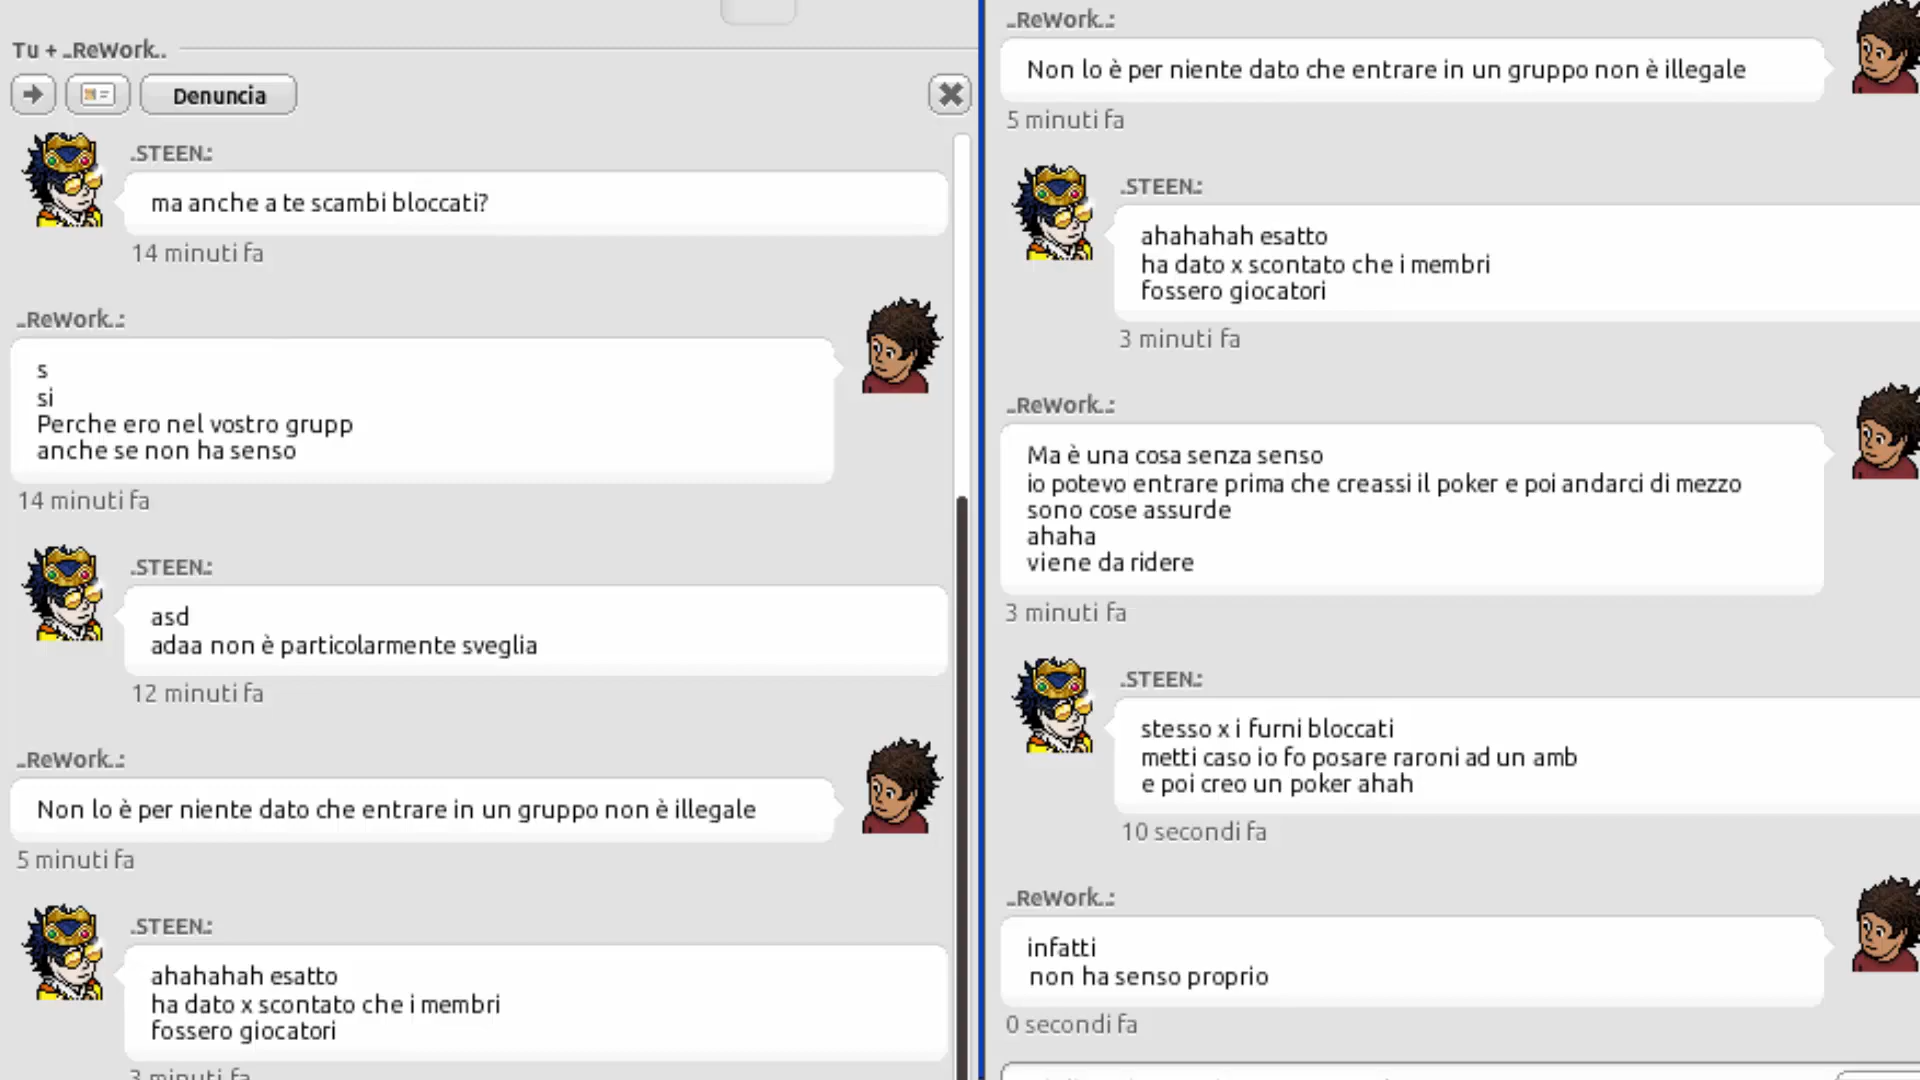 Tu + ..ReWork..
Denuncia
.STEEN.:
ma anche a te scambi bloccati?
14 minuti fa
..ReWork..:
s
si
Perche ero nel vostro grupp
anche se non ha senso
14 minuti fa
.STEEN.:
asd
adaa non è particolarmente sveglia
12 minuti fa
..ReWork..:
Non lo è per niente dato che entrare in un gruppo non è illegale
5 minuti fa
.STEEN.:
ahahahah esatto
ha dato x scontato che i membri
fossero giocatori
3 minuti fa
..ReWork..:
Non lo è per niente dato che entrare in un gruppo non è illegale
5 minuti fa
.STEEN.:
ahahahah esatto
ha dato x scontato che i membri
fossero giocatori
3 minuti fa
..ReWork..:
Ma è una cosa senza senso
io potevo entrare prima che creassi il poker e poi andarci di mezzo
sono cose assurde
ahaha
viene da ridere
3 minuti fa
.STEEN.:
stesso x i furni bloccati
metti caso io fo posare raroni ad un amb
e poi creo un poker ahah
10 secondi fa
..ReWork..:
infatti
non ha senso proprio
0 secondi fa